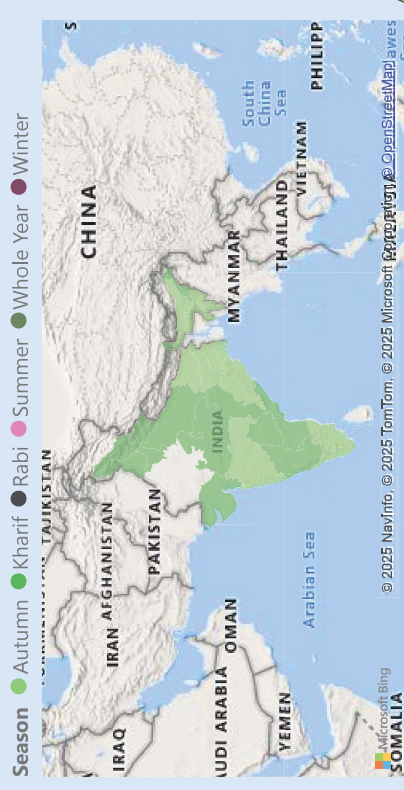 Season Autumn Kharif Rabi Summer Whole Year Winter
TAJIKISTAN
CHINA
AFGHANISTAN
IRAN
IRAQ
PAKISTAN
INDIA
MYANMAR
THAILAND
VIETNAM
South
China
Sea
PHILIPP
OMAN
AUDI ARABIA
YEMEN
Arabian Sea
SOMALIA
Microsoft Bing
© 2025 NavInfo, © 2025 TomTom, © 2025 Microsoft Corporation, © OpenStreetMap